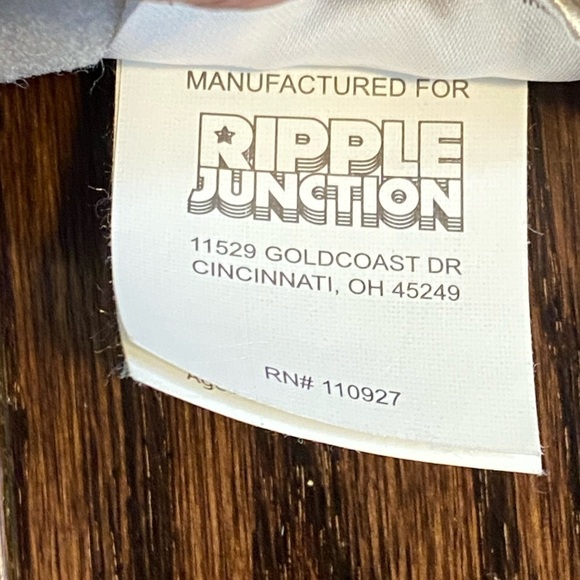 MANUFACTURED FOR
RIPPLE
JUNCTION
11529 GOLDCOAST DR
CINCINNATI, OH 45249
RN# 110927